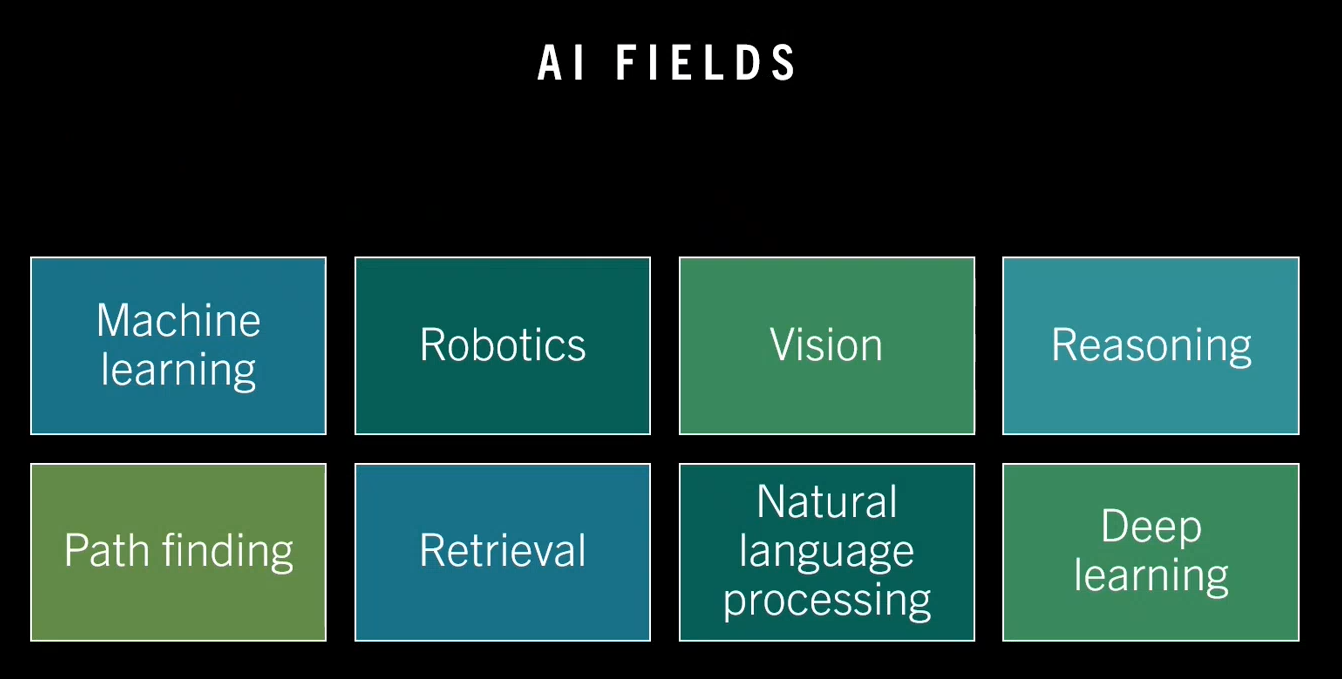 AI FIELDS
Machine
learning
Robotics
Vision
Reasoning
Path finding
Retrieval
Natural
language
processing
Deep
learning